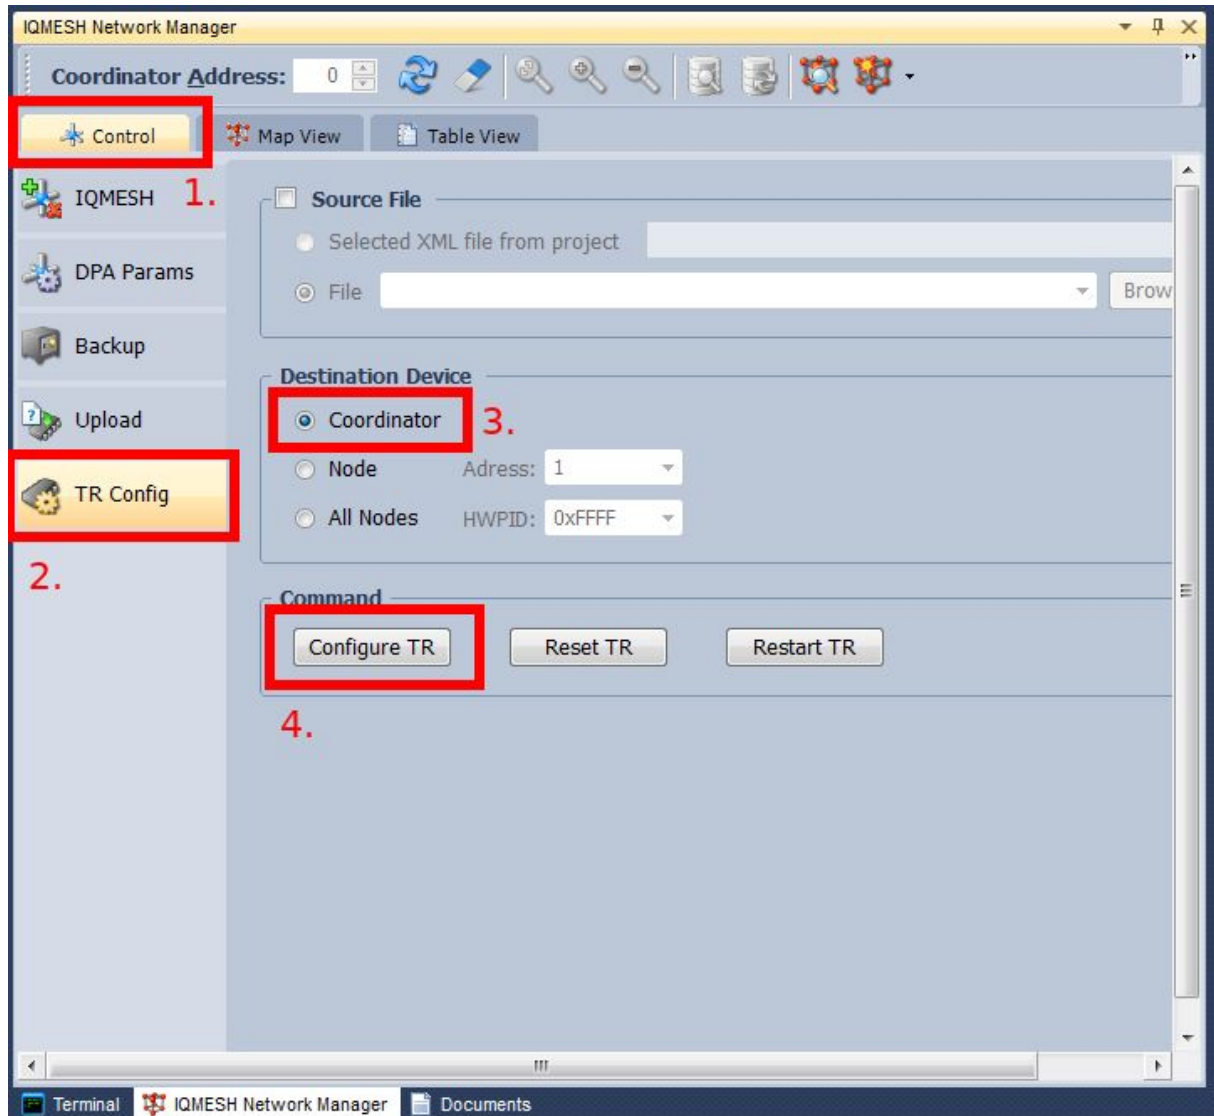 IQMESH Network Manager
Coordinator Address: 0
Control Map View Table View
IQMESH 1.
Source File
Selected XML file from project
DPA Params
File Brow
Backup
Destination Device
Upload
Coordinator 3.
Node Adress: 1
TR Config
All Nodes HWPID: 0xFFFF
2.
Command
Configure TR Reset TR Restart TR
4.
Terminal IQMESH Network Manager Documents